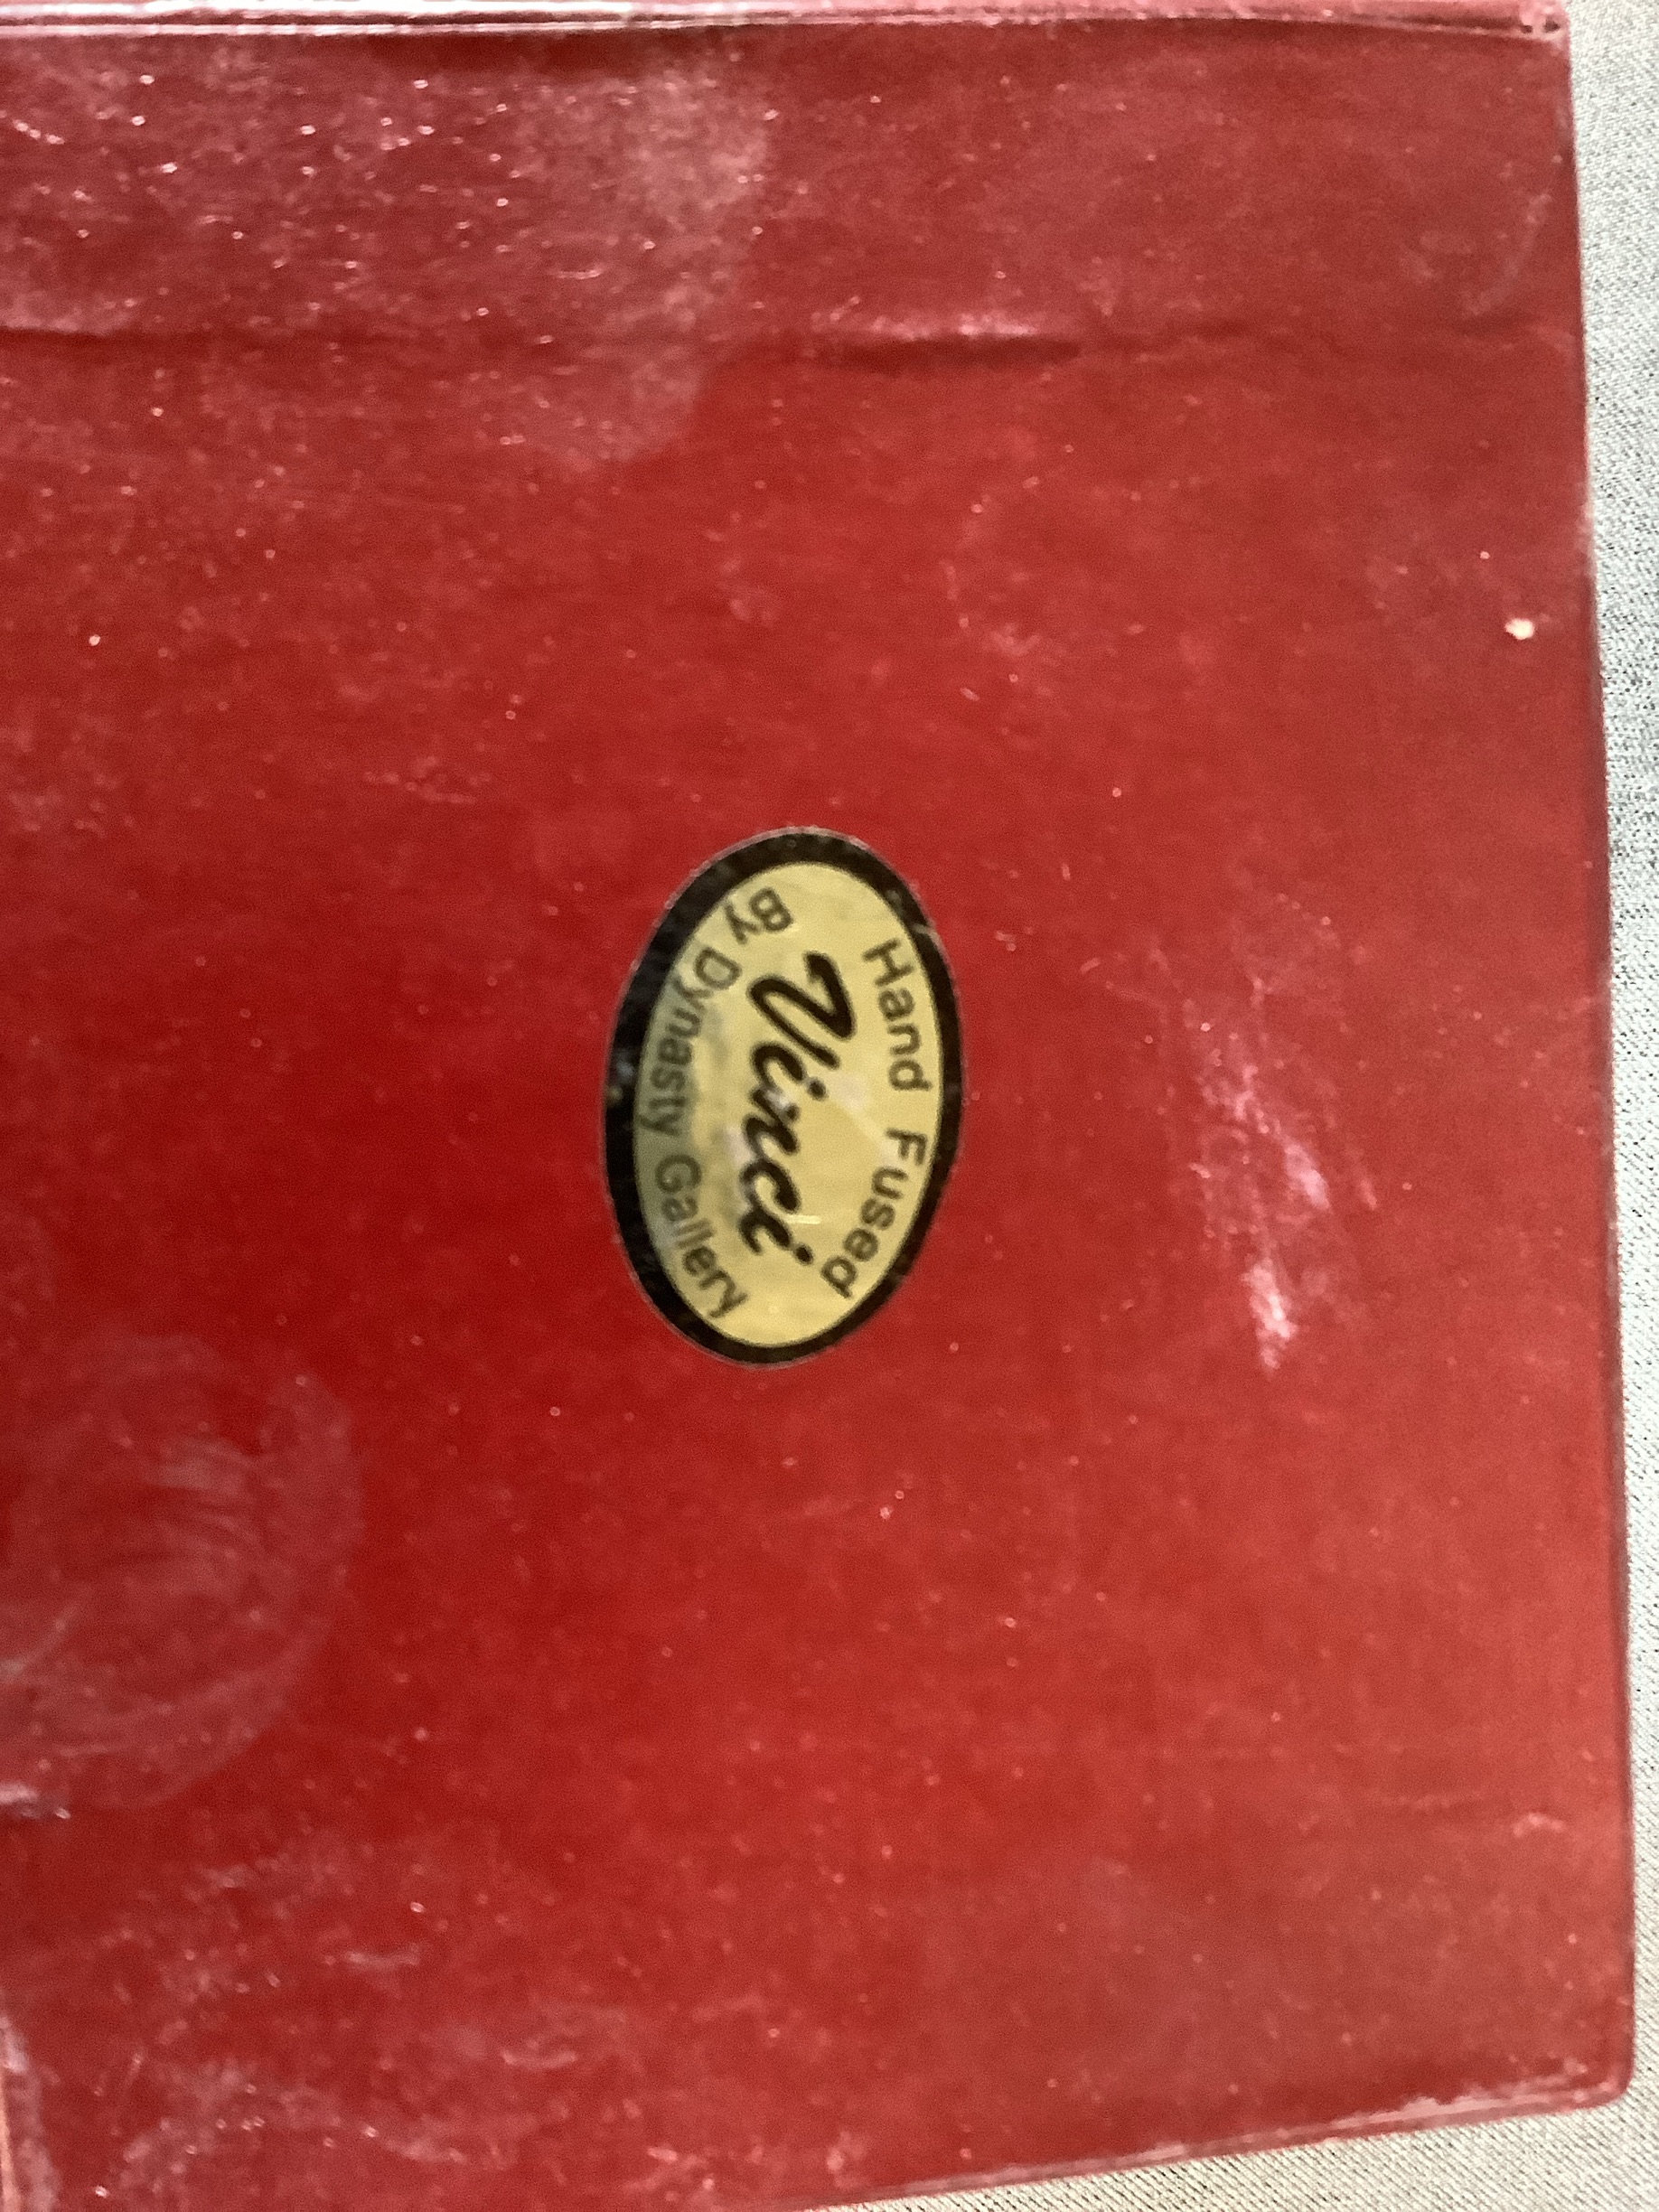 Hand Fused
Vinci
By Dynasty Gallery